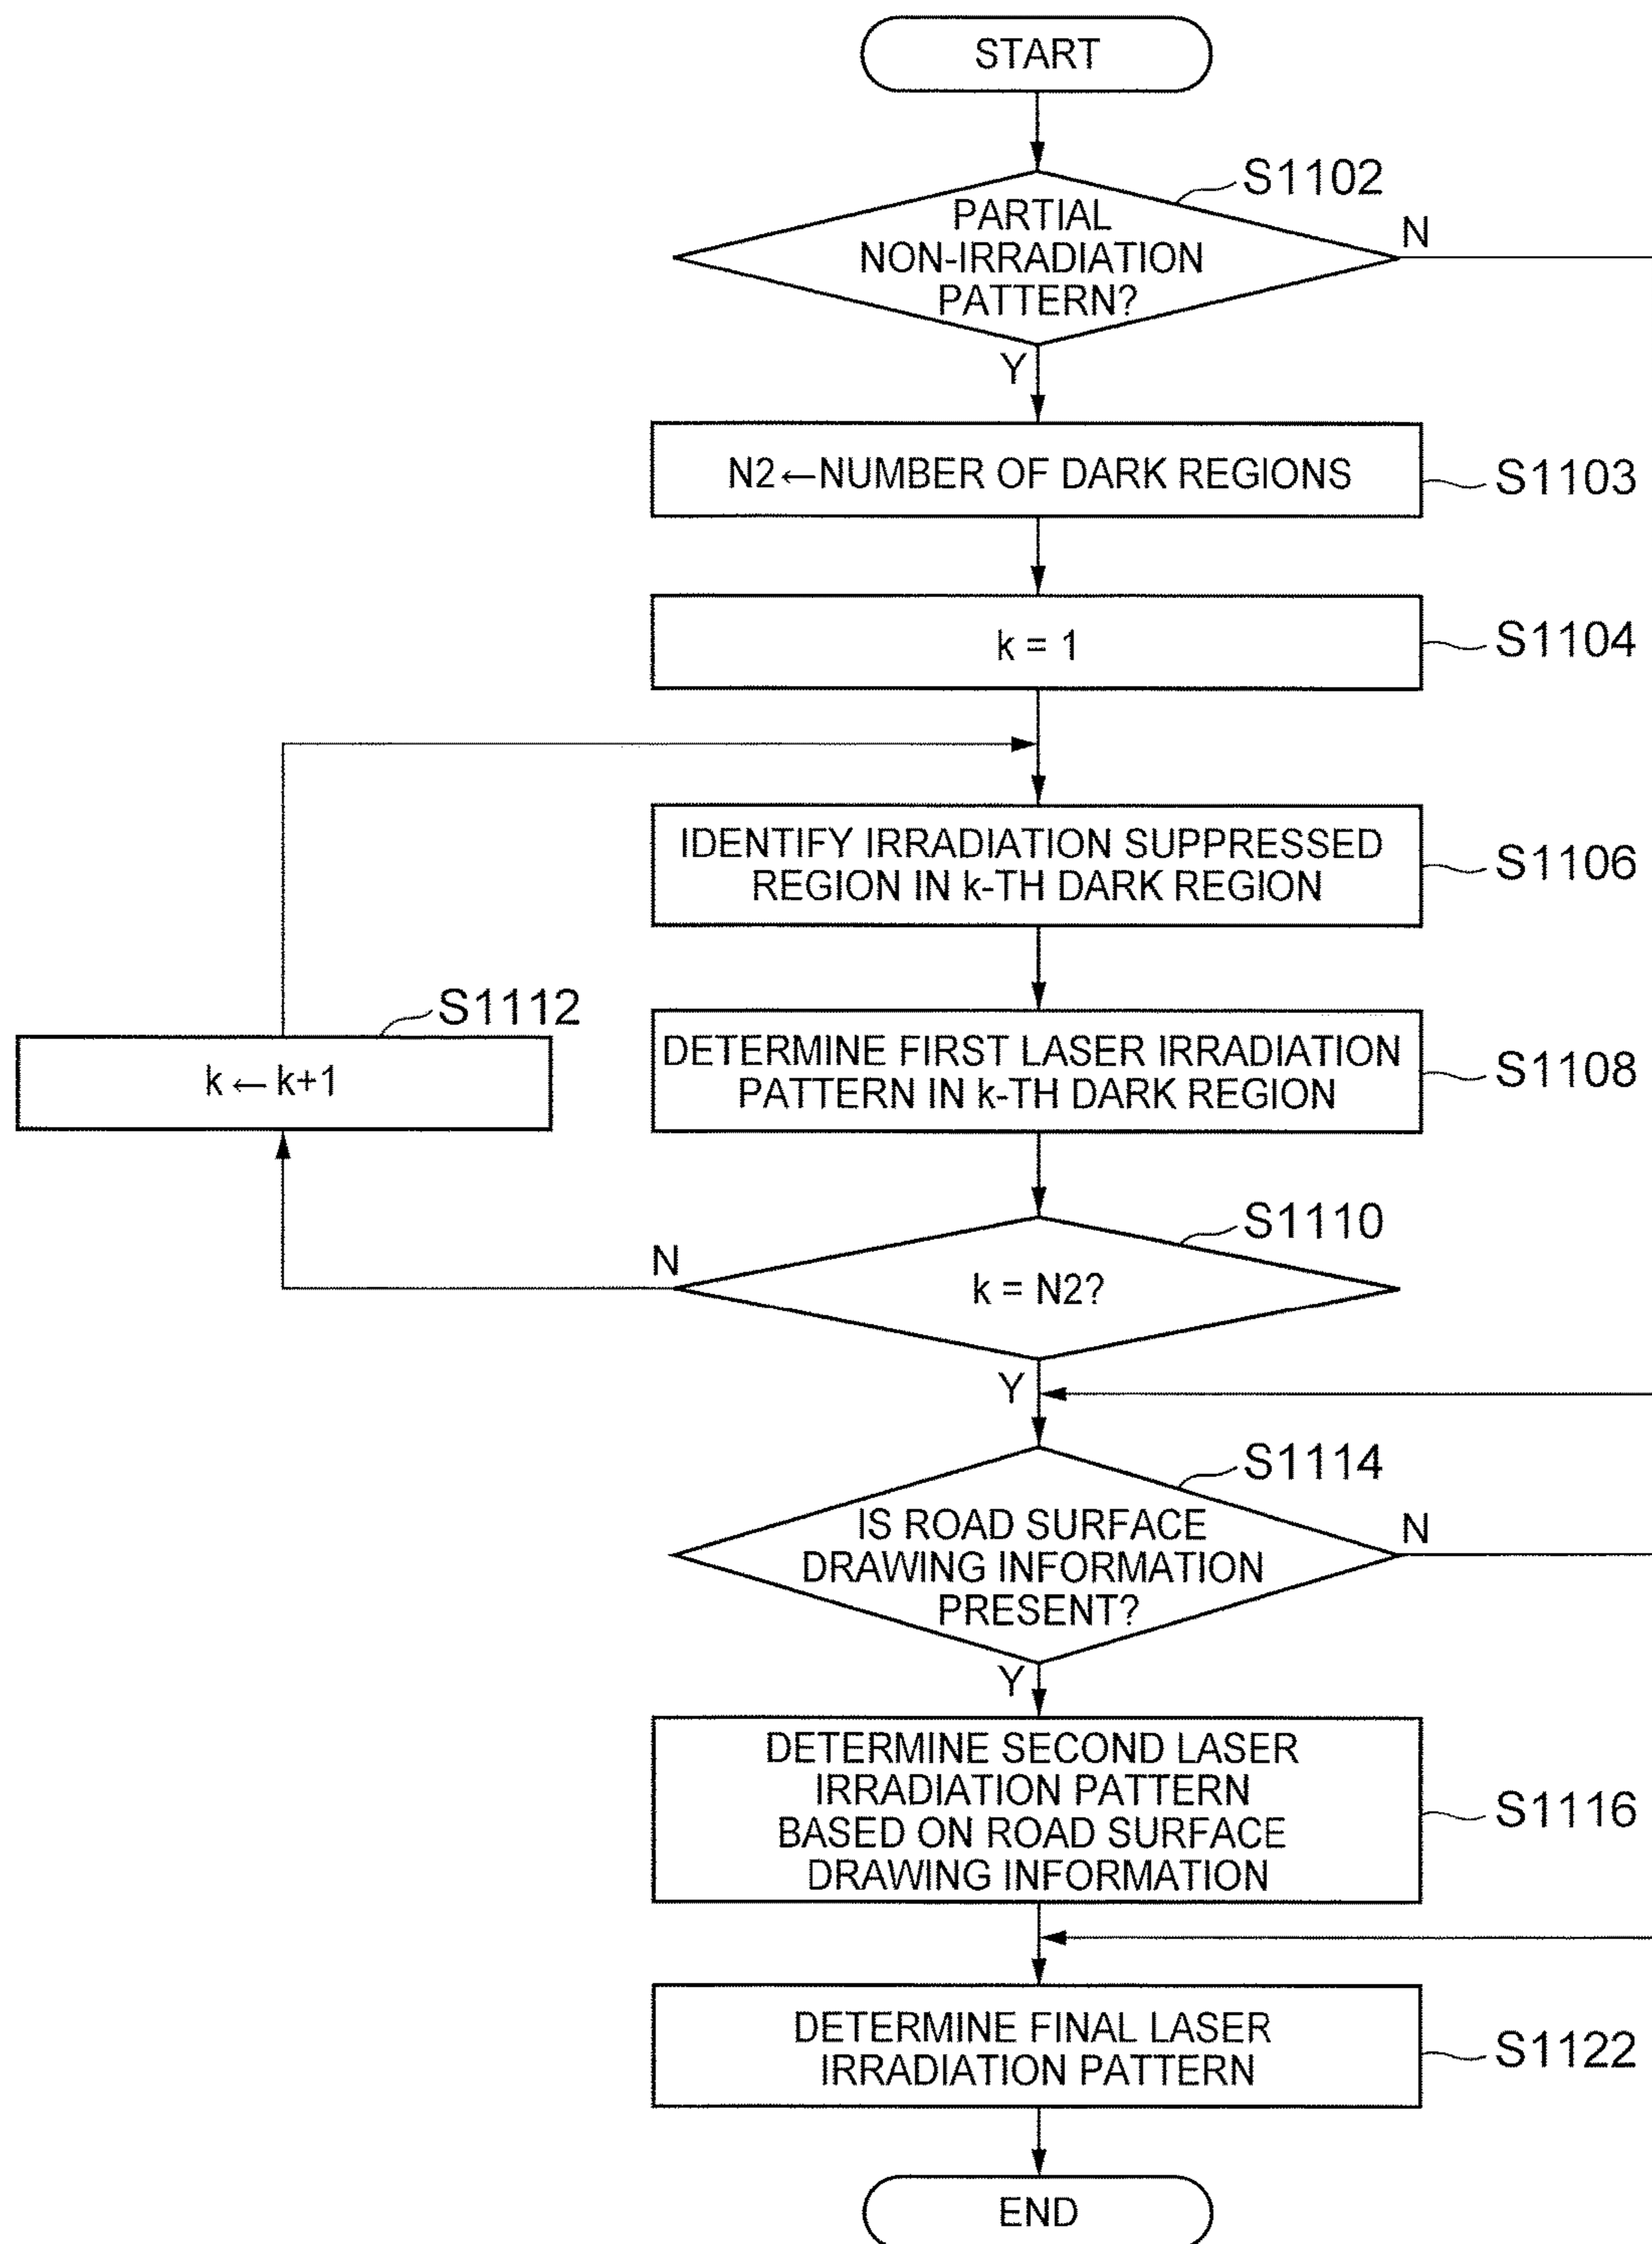 START
S1102
PARTIAL
NON-IRRADIATION
PATTERN?
N
Y
N2←NUMBER OF DARK REGIONS
S1103
k = 1
S1104
IDENTIFY IRRADIATION SUPPRESSED
REGION IN k-TH DARK REGION
S1106
S1112
k ← k+1
DETERMINE FIRST LASER IRRADIATION
PATTERN IN k-TH DARK REGION
S1108
S1110
N
k = N2?
Y
S1114
IS ROAD SURFACE
DRAWING INFORMATION
PRESENT?
N
Y
DETERMINE SECOND LASER
IRRADIATION PATTERN
BASED ON ROAD SURFACE
DRAWING INFORMATION
S1116
DETERMINE FINAL LASER
IRRADIATION PATTERN
S1122
END